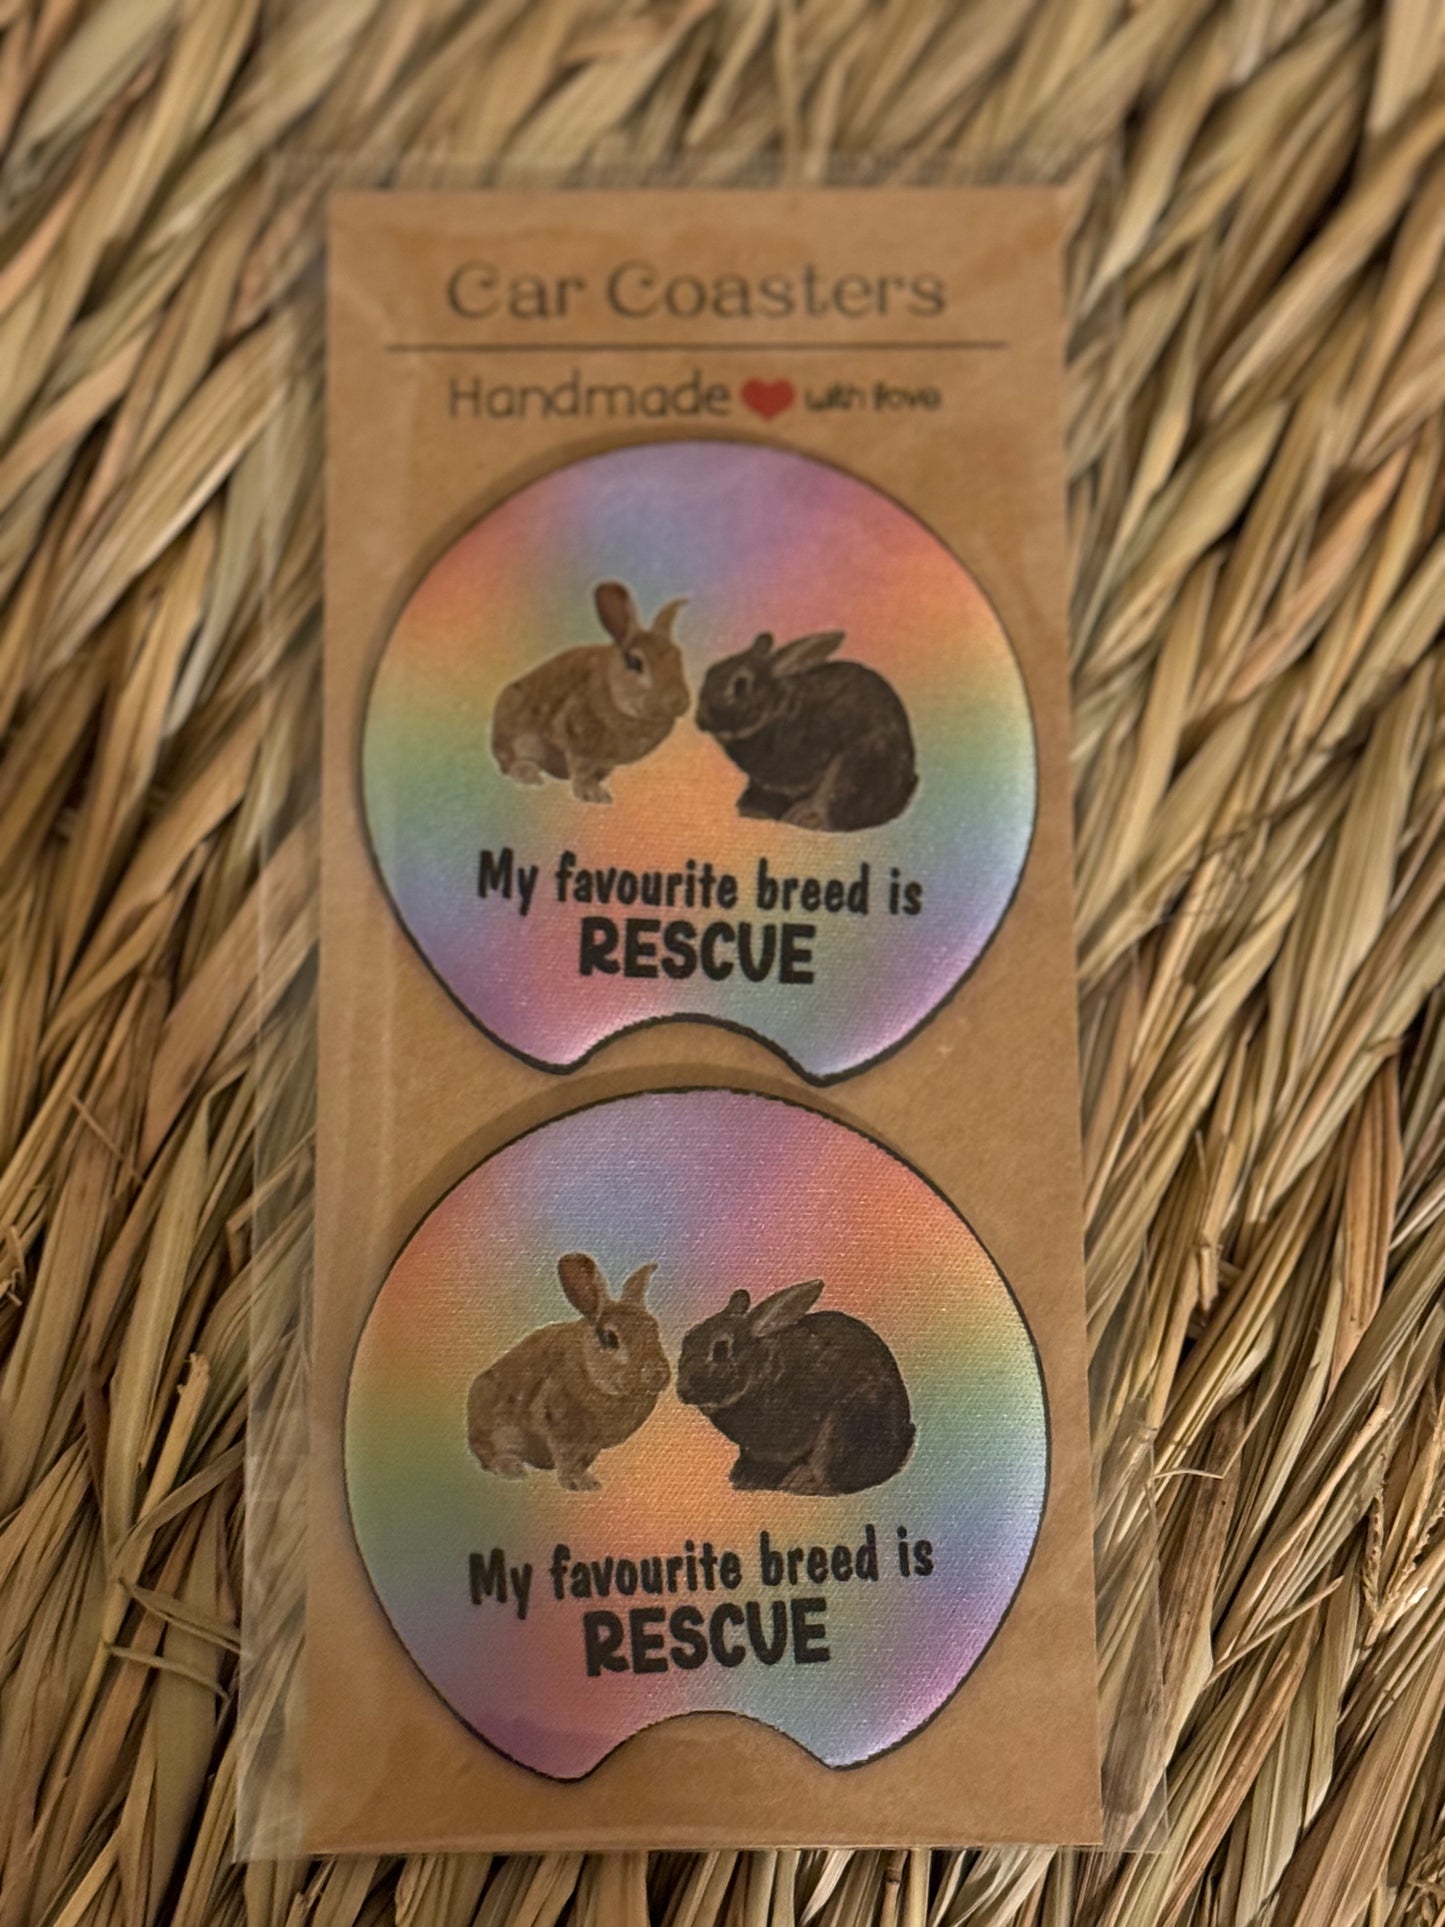 Car Coasters
Handmade with love
My favourite breed is
RESCUE
My favourite breed is
RESCUE